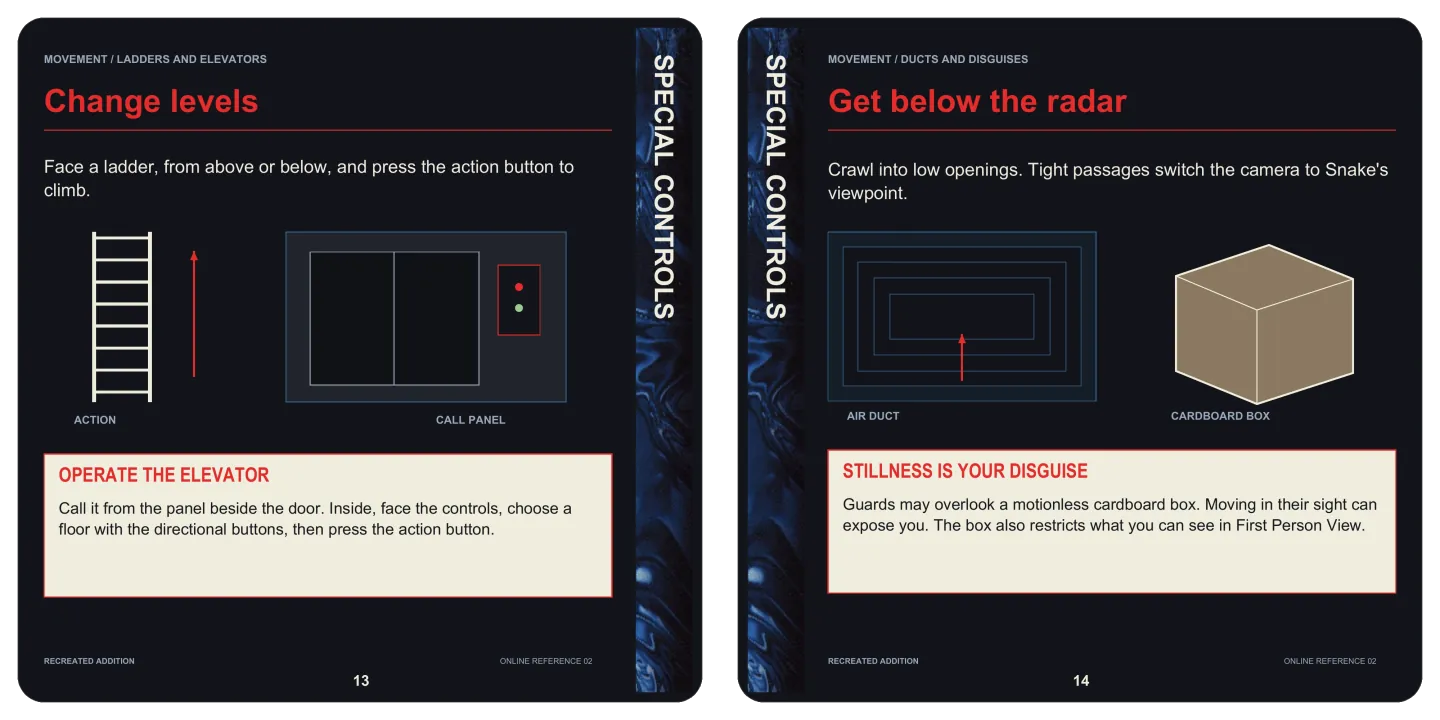 MOVEMENT / LADDERS AND ELEVATORS
Change levels
Face a ladder, from above or below, and press the action button to
climb.
ACTION
CALL PANEL
OPERATE THE ELEVATOR
Call it from the panel beside the door. Inside, face the controls, choose a
floor with the directional buttons, then press the action button.
RECREATED ADDITION
ONLINE REFERENCE 02
13
SPECIAL CONTROLS
SPECIAL CONTROLS
MOVEMENT / DUCTS AND DISGUISES
Get below the radar
Crawl into low openings. Tight passages switch the camera to Snake's
viewpoint.
AIR DUCT
CARDBOARD BOX
STILLNESS IS YOUR DISGUISE
Guards may overlook a motionless cardboard box. Moving in their sight can
expose you. The box also restricts what you can see in First Person View.
RECREATED ADDITION
ONLINE REFERENCE 02
14